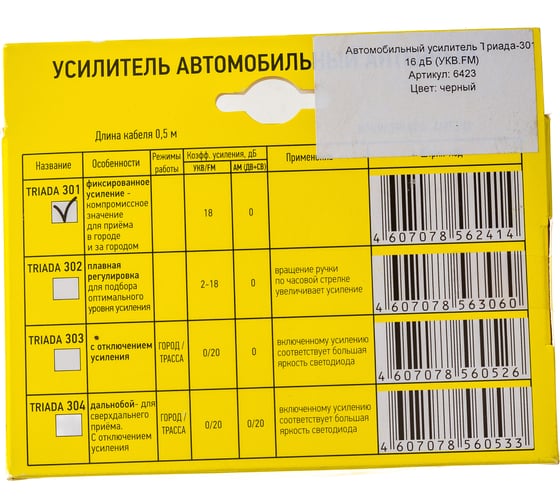 Автомобильный усилитель Триада-301
16 дБ (УКВ.FM)
Артикул: 6423
Цвет: черный
УСИЛИТЕЛЬ АВТОМОБИЛЬ
Длина кабеля 0,5 м
Название
Особенности
Режимы
работы
Коэфф. усиления, дБ
УКВ/FM
АМ (ДВ+СВ)
Применение
TRIADA 301
фиксированное
усиление -
компромиссное
значение
для приёма
в городе
и за городом
18
0
4 607078 562414
TRIADA 302
плавная
регулировка
для подбора
оптимального
уровня усиления
2-18
0
вращение ручки
по часовой стрелке
увеличивает усиление
4 607078 563060
TRIADA 303
с отключением
усиления
ГОРОД /
ТРАССА
0/20
0
включенному усилению
соответствует большая
яркость светодиода
4 607078 560526
TRIADA 304
дальнобой- для
сверхдальнего
приёма.
С отключением
усиления
ГОРОД /
ТРАССА
0/20
0/20
включенному усилению
соответствует большая
яркость светодиода
4 607078 560533